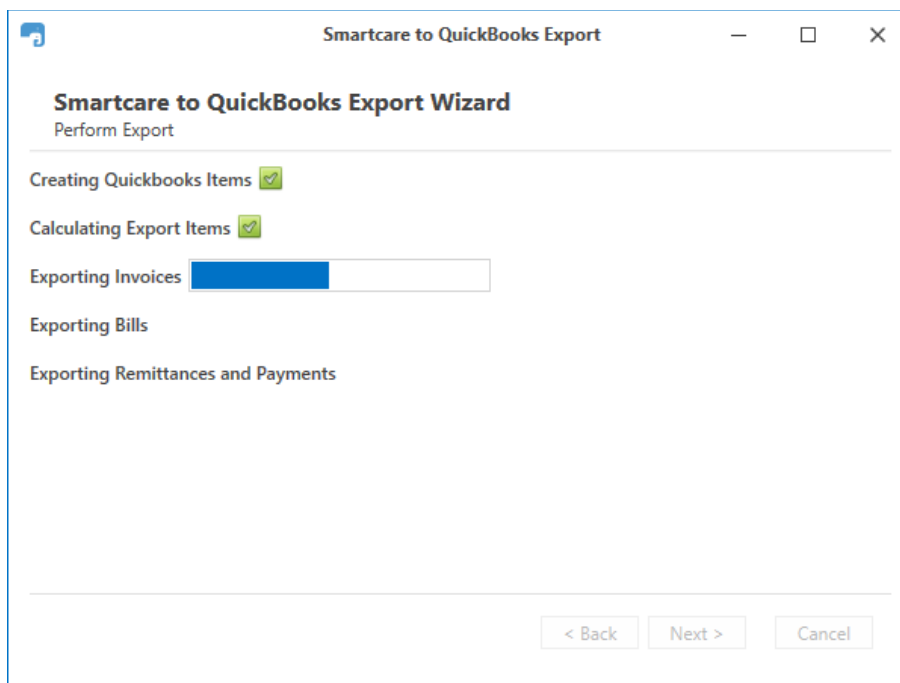 Smartcare to QuickBooks Export
Smartcare to QuickBooks Export Wizard
Perform Export
Creating Quickbooks Items
Calculating Export Items
Exporting Invoices
Exporting Bills
Exporting Remittances and Payments
< Back Next > Cancel